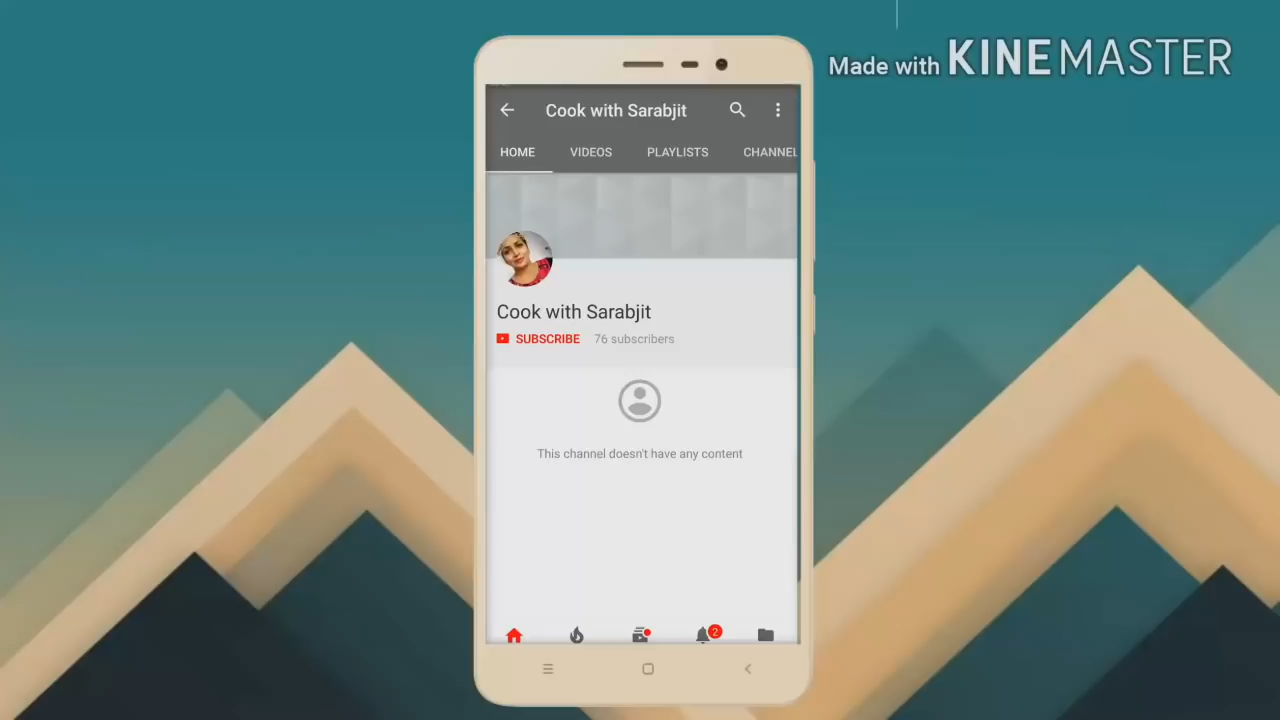 Made with KINEMASTER
Cook with Sarabjit
HOME VIDEOS PLAYLISTS CHANNEL
Cook with Sarabjit
SUBSCRIBE 76 subscribers
This channel doesn't have any content
2